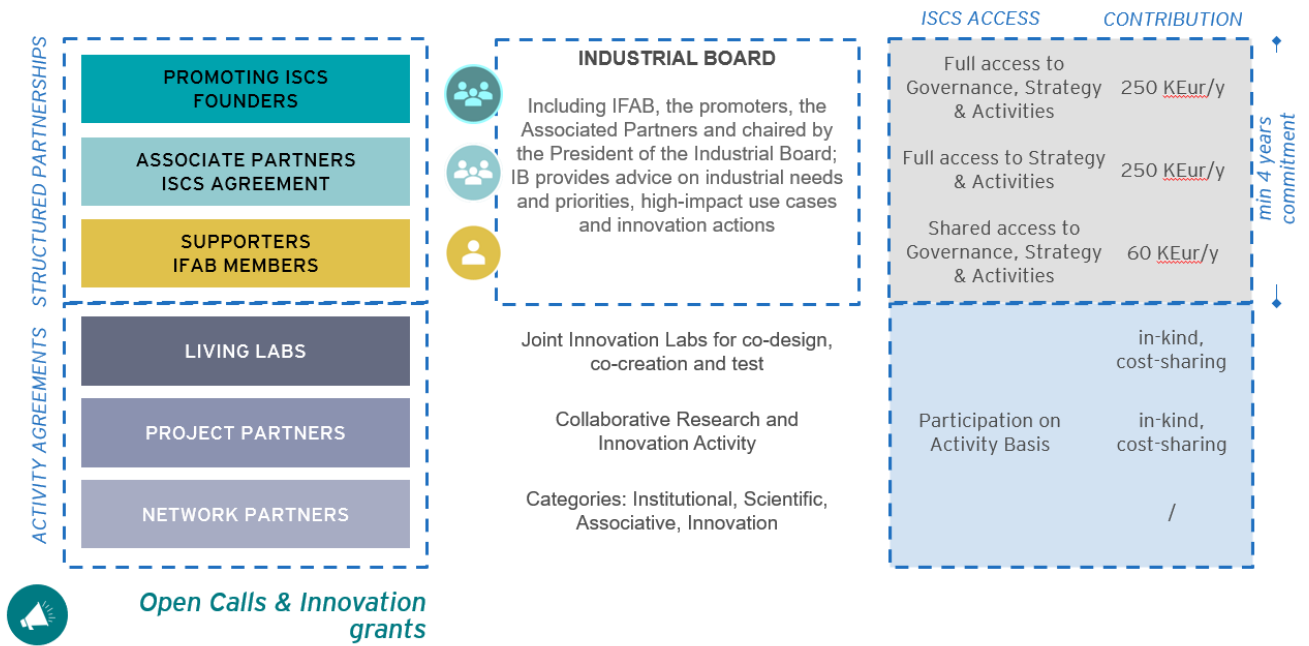 ISCS ACCESS
CONTRIBUTION
STRUCTURED PARTNERSHIPS
PROMOTING ISCS
FOUNDERS
INDUSTRIAL BOARD
Including IFAB, the promoters, the
Associated Partners and chaired by
the President of the Industrial Board;
IB provides advice on industrial needs
and priorities, high-impact use cases
and innovation actions
Full access to
Governance, Strategy
& Activities
250 KEur/y
ASSOCIATE PARTNERS
ISCS AGREEMENT
Full access to Strategy
& Activities
250 KEur/y
SUPPORTERS
IFAB MEMBERS
Shared access to
Governance, Strategy
& Activities
60 KEur/y
min 4 years
commitment
ACTIVITY AGREEMENTS
LIVING LABS
Joint Innovation Labs for co-design,
co-creation and test
in-kind,
cost-sharing
PROJECT PARTNERS
Collaborative Research and
Innovation Activity
Participation on
Activity Basis
in-kind,
cost-sharing
NETWORK PARTNERS
Categories: Institutional, Scientific,
Associative, Innovation
/
Open Calls & Innovation
grants